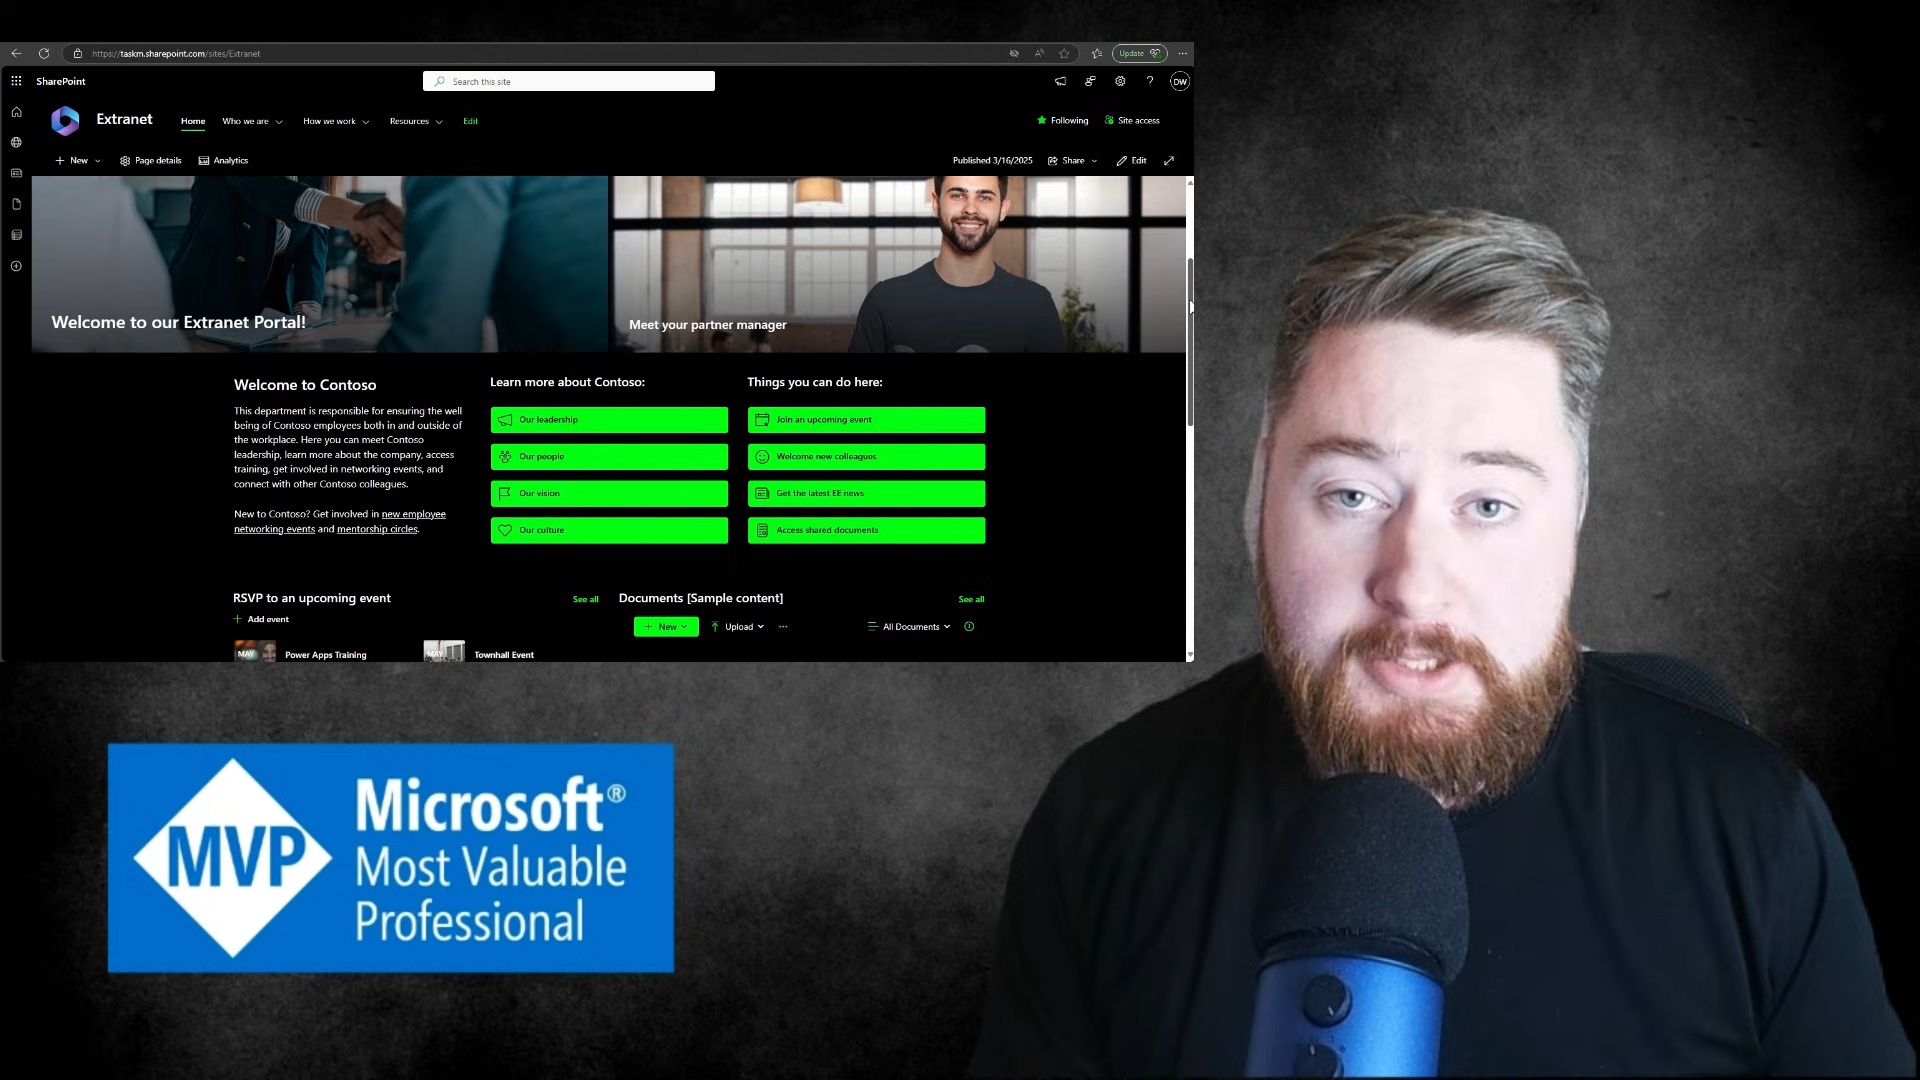 https://taskm.sharepoint.com/sites/Extranet
Update
SharePoint
Search this site
DW
Extranet
Home
Who we are
How we work
Resources
Edit
Following
Site access
New
Page details
Analytics
Published 3/16/2025
Share
Edit
Welcome to our Extranet Portal!
Meet your partner manager
Welcome to Contoso
This department is responsible for ensuring the well
being of Contoso employees both in and outside of
the workplace. Here you can meet Contoso
leadership, learn more about the company, access
training, get involved in networking events, and
connect with other Contoso colleagues.
New to Contoso? Get involved in new employee
networking events and mentorship circles.
Learn more about Contoso:
Our leadership
Our people
Our vision
Our culture
Things you can do here:
Join an upcoming event
Welcome new colleagues
Get the latest EE news
Access shared documents
RSVP to an upcoming event
See all
Add event
MAY
Power Apps Training
MAY
Townhall Event
Documents [Sample content]
See all
New
Upload
All Documents
MVP
Microsoft®
Most Valuable
Professional